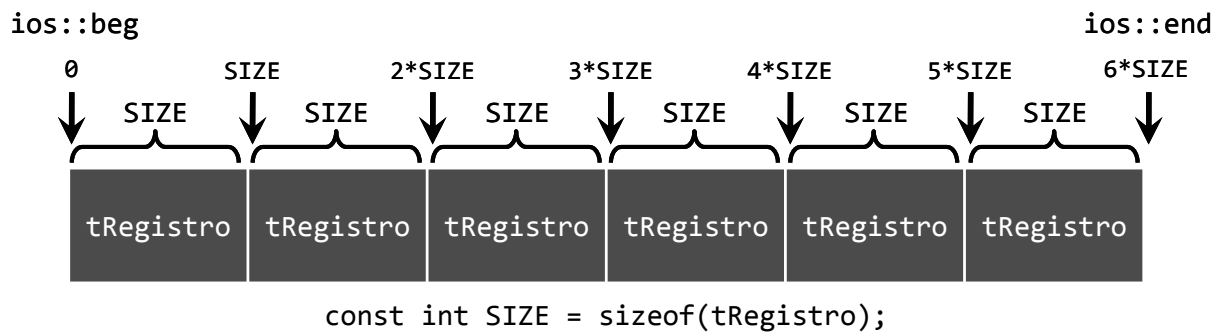 ios::beg ios::end
0 SIZE 2*SIZE 3*SIZE 4*SIZE 5*SIZE 6*SIZE
SIZE SIZE SIZE SIZE SIZE SIZE
tRegistro tRegistro tRegistro tRegistro tRegistro tRegistro
const int SIZE = sizeof(tRegistro);